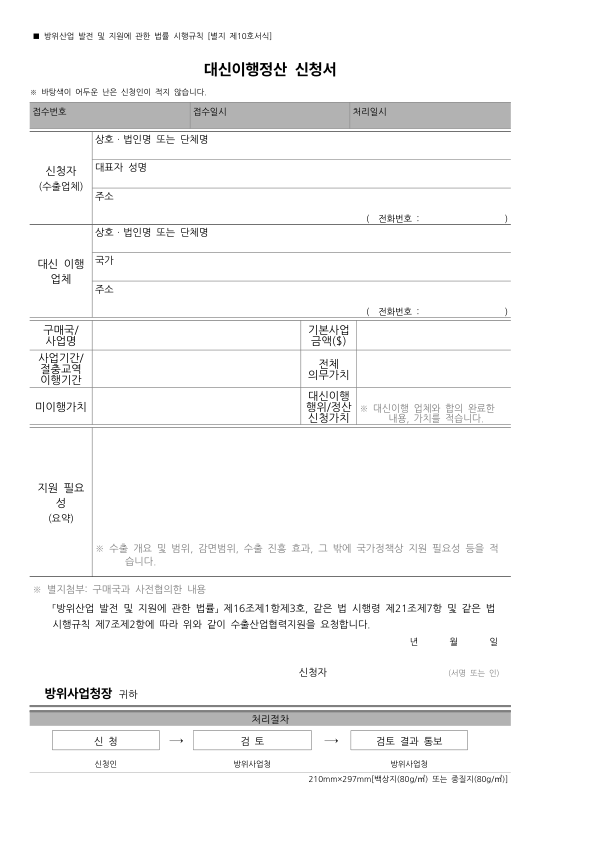 ■ 방위산업 발전 및 지원에 관한 법률 시행규칙 [별지 제10호서식]
대신이행정산 신청서
※ 바탕색이 어두운 난은 신청인이 적지 않습니다.
접수번호 접수일시 처리일시
신청자
(수출업체)
상호ㆍ법인명 또는 단체명
대표자 성명
주소
( 전화번호 : )
대신 이행
업체
상호ㆍ법인명 또는 단체명
국가
주소
( 전화번호 : )
구매국/
사업명
기본사업
금액($)
사업기간/
절충교역
이행기간
전체
의무가치
미이행가치
대신이행
행위/정산
신청가치
※ 대신이행 업체와 합의 완료한
내용, 가치를 적습니다.
지원 필요
성
(요약)
※ 수출 개요 및 범위, 감면범위, 수출 진흥 효과, 그 밖에 국가정책상 지원 필요성 등을 적
습니다.
※ 별지첨부: 구매국과 사전협의한 내용
「방위산업 발전 및 지원에 관한 법률」 제16조제1항제3호, 같은 법 시행령 제21조제7항 및 같은 법
시행규칙 제7조제2항에 따라 위와 같이 수출산업협력지원을 요청합니다.
년 월 일
신청자 (서명 또는 인)
방위사업청장 귀하
처리절차
신 청 → 검 토 → 검토 결과 통보
신청인 방위사업청 방위사업청
210mm×297mm[백상지(80g/㎡) 또는 중질지(80g/㎡)]